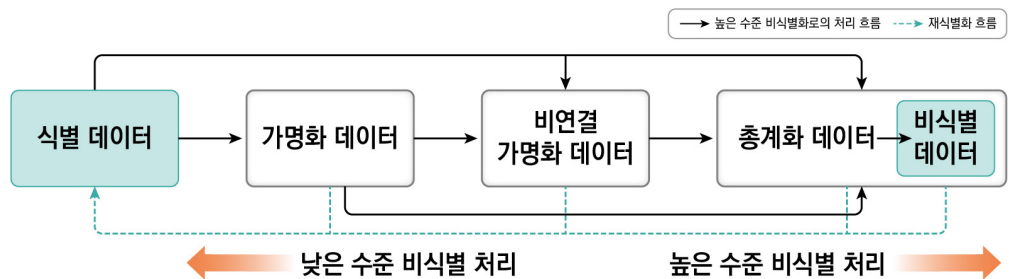 높은 수준 비식별화로의 처리 흐름
재식별화 흐름
식별 데이터
가명화 데이터
비연결
가명화 데이터
총계화 데이터
비식별
데이터
낮은 수준 비식별 처리
높은 수준 비식별 처리